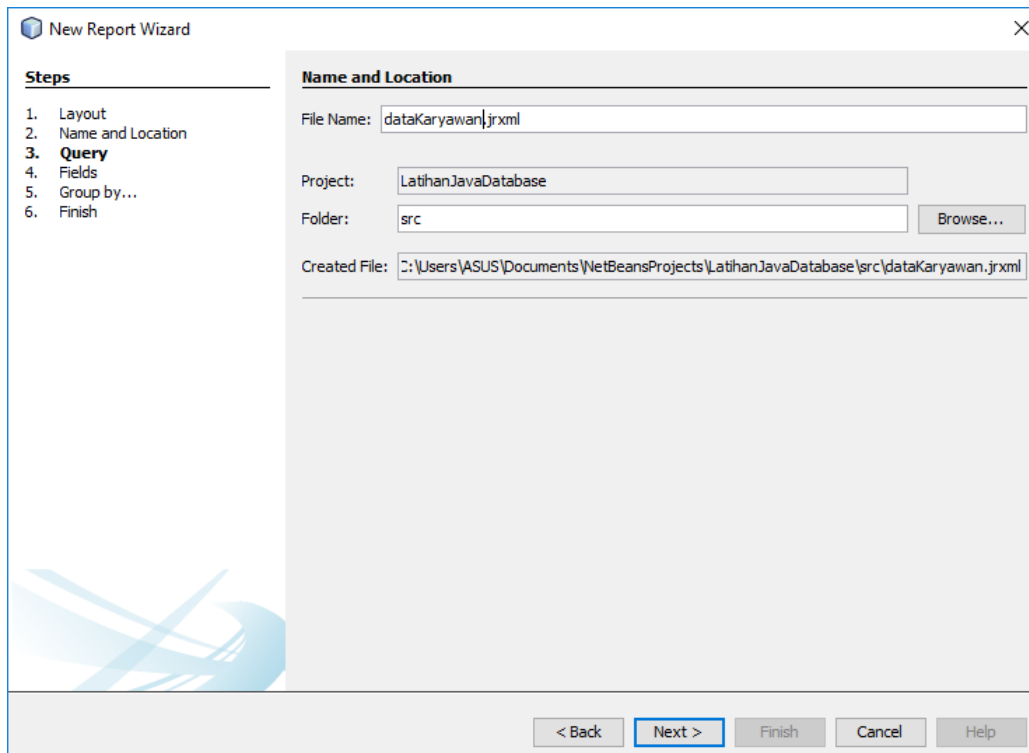 New Report Wizard
Steps
1. Layout
2. Name and Location
3. Query
4. Fields
5. Group by...
6. Finish
Name and Location
File Name: dataKaryawan.jrxml
Project: LatihanJavaDatabase
Folder: src Browse...
Created File: C:\Users\ASUS\Documents\NetBeansProjects\LatihanJavaDatabase\src\dataKaryawan.jrxml
< Back Next > Finish Cancel Help